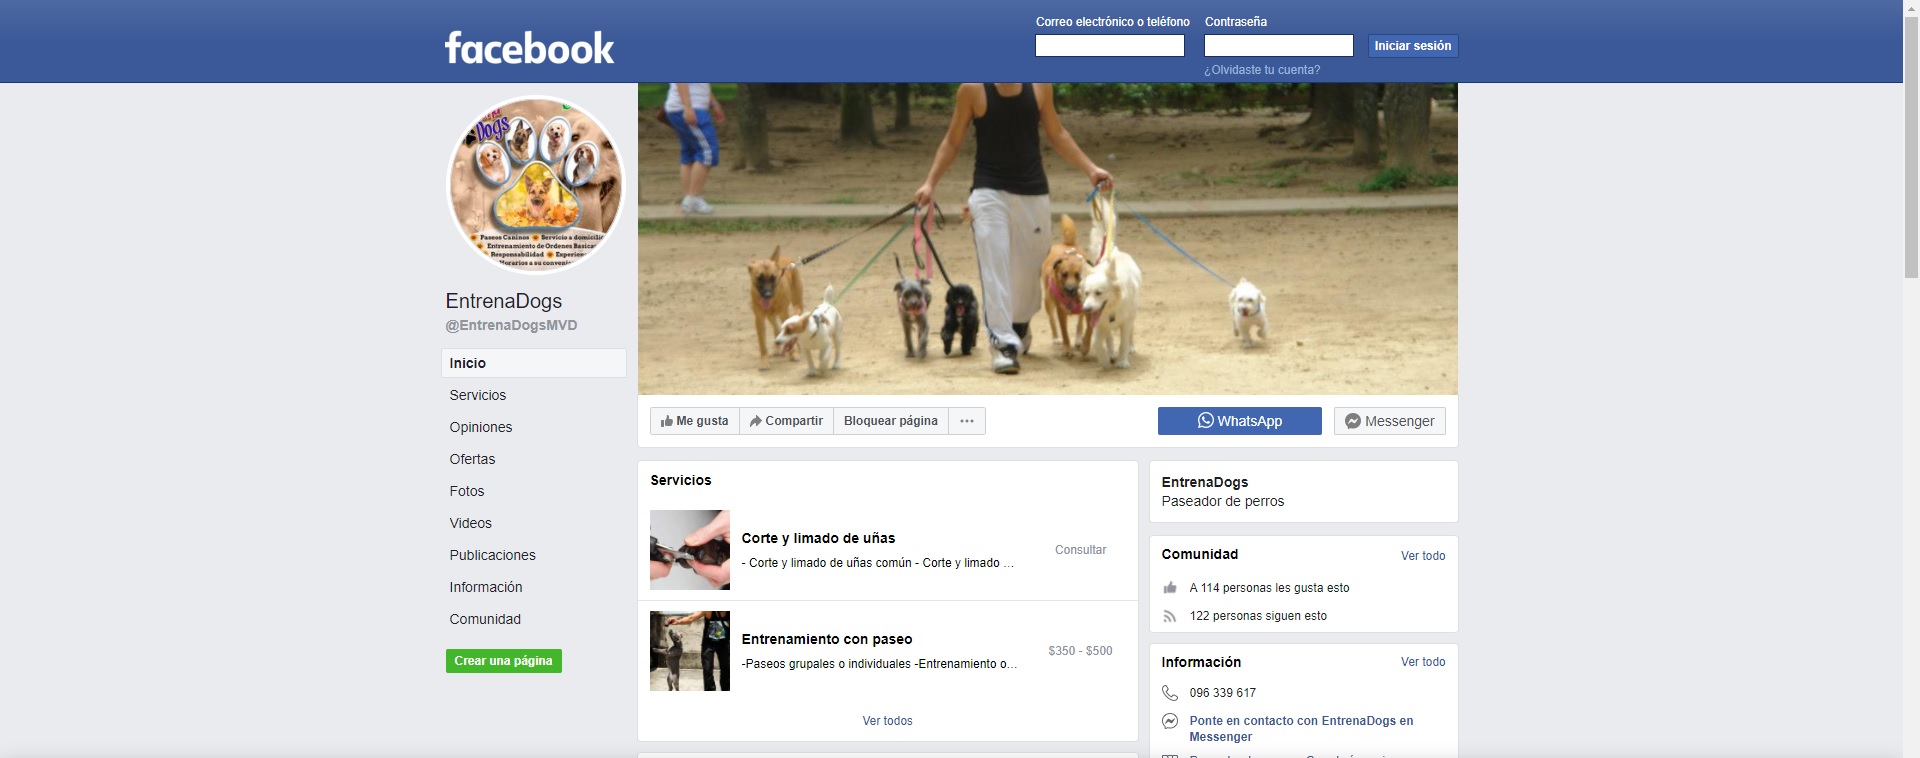 facebook
Correo electrónico o teléfono
Contraseña
Iniciar sesión
¿Olvidaste tu cuenta?
Dogs
Paseos Caninos Servicio a domicilio
Entrenamiento de Ordenes Basicas
Responsabilidad
Horarios a su
EntrenaDogs
@EntrenaDogsMVD
Inicio
Servicios
Opiniones
Ofertas
Fotos
Videos
Publicaciones
Información
Comunidad
Crear una página
Me gusta
Compartir
Bloquear página
...
WhatsApp
Messenger
Servicios
Corte y limado de uñas
- Corte y limado de uñas común - Corte y limado ...
Consultar
Entrenamiento con paseo
-Paseos grupales o individuales -Entrenamiento o...
$350 - $500
Ver todos
EntrenaDogs
Paseador de perros
Comunidad
Ver todo
A 114 personas les gusta esto
122 personas siguen esto
Información
Ver todo
096 339 617
Ponte en contacto con EntrenaDogs en
Messenger